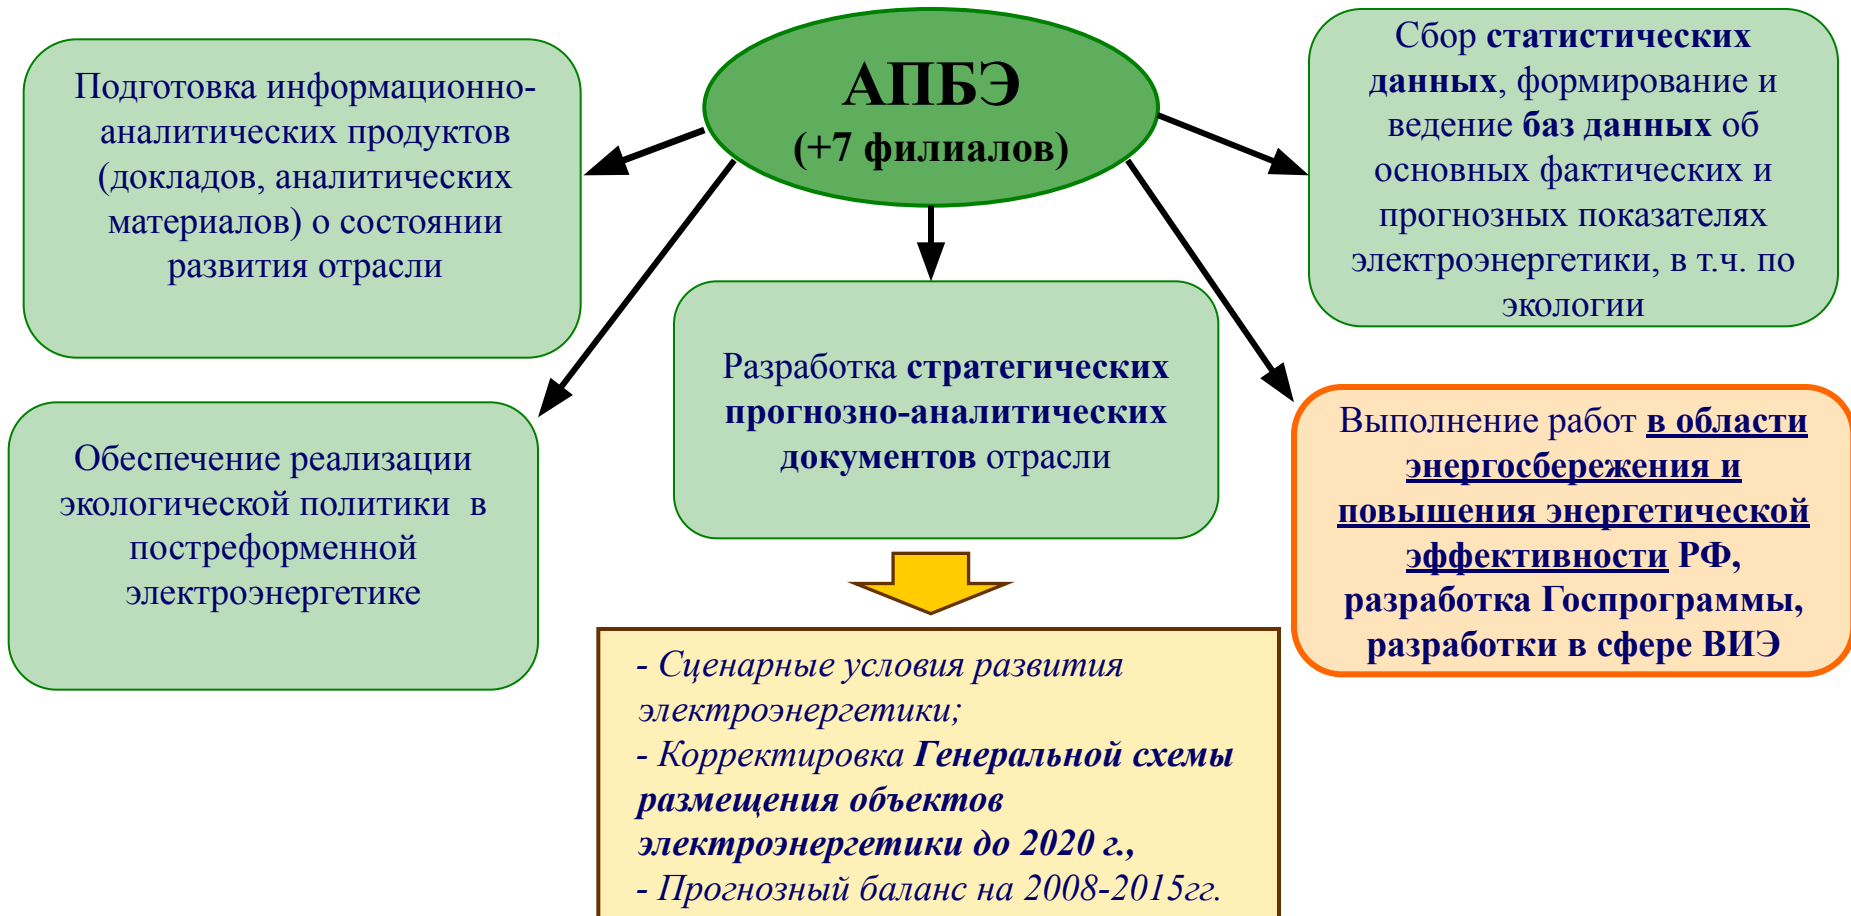 АПБЭ
(+7 филиалов)
Подготовка информационно-
аналитических продуктов
(докладов, аналитических
материалов) о состоянии
развития отрасли
Сбор статистических
данных, формирование и
ведение баз данных об
основных фактических и
прогнозных показателях
электроэнергетики, в т.ч. по
экологии
Обеспечение реализации
экологической политики в
постреформенной
электроэнергетике
Разработка стратегических
прогнозно-аналитических
документов отрасли
Выполнение работ в области
энергосбережения и
повышения энергетической
эффективности РФ,
разработка Госпрограммы,
разработки в сфере ВИЭ
- Сценарные условия развития
электроэнергетики;
- Корректировка Генеральной схемы
размещения объектов
электроэнергетики до 2020 г.,
- Прогнозный баланс на 2008-2015гг.